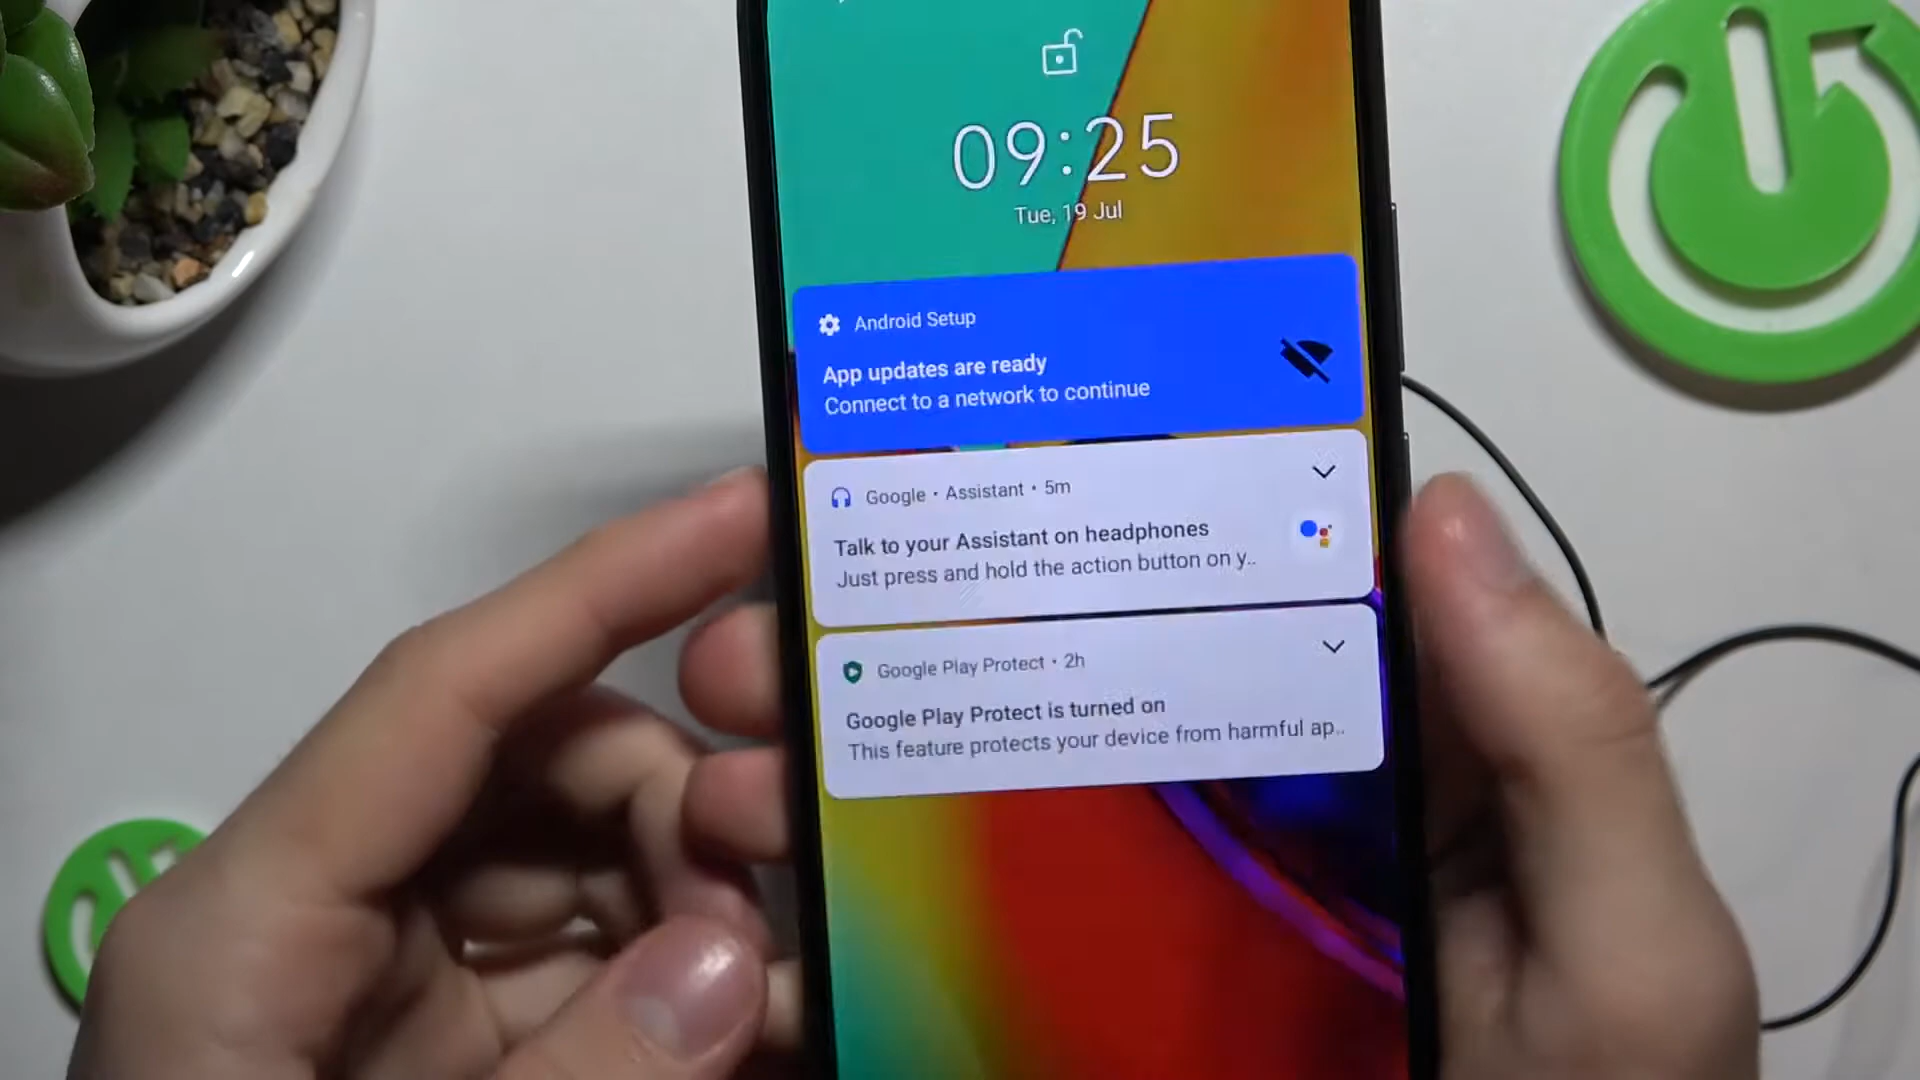 09:25
Tue, 19 Jul
Android Setup
App updates are ready
Connect to a network to continue
Google · Assistant · 5m
Talk to your Assistant on headphones
Just press and hold the action button on y..
Google Play Protect · 2h
Google Play Protect is turned on
This feature protects your device from harmful ap..